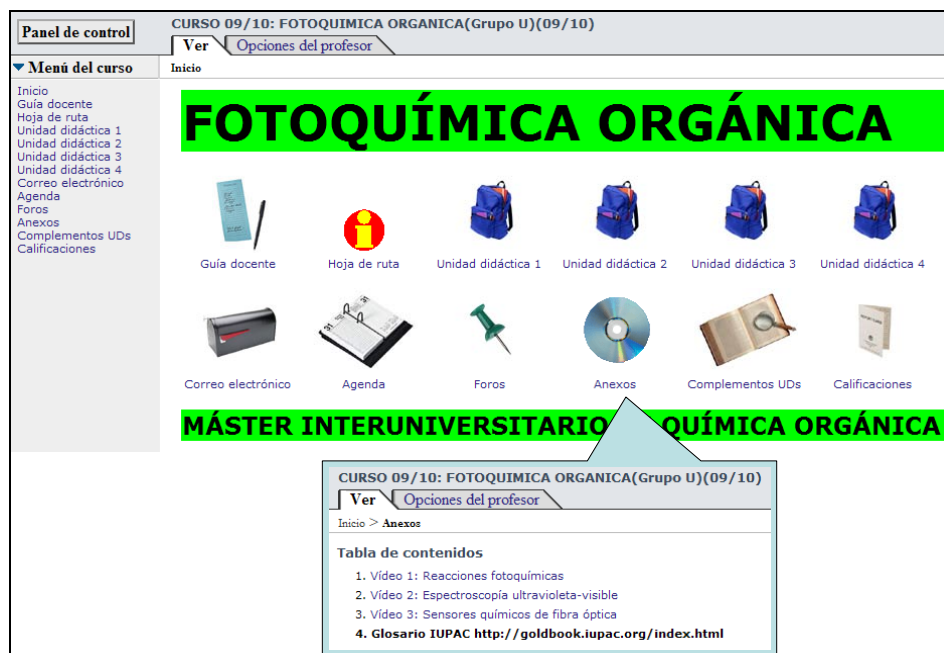 Panel de control
CURSO 09/10: FOTOQUIMICA ORGANICA(Grupo U)(09/10)
Ver
Opciones del profesor
Menú del curso
Inicio
Inicio
Guía docente
Hoja de ruta
Unidad didáctica 1
Unidad didáctica 2
Unidad didáctica 3
Unidad didáctica 4
Correo electrónico
Agenda
Foros
Anexos
Complementos UDs
Calificaciones
FOTOQUÍMICA ORGÁNICA
Guía docente
Hoja de ruta
Unidad didáctica 1
Unidad didáctica 2
Unidad didáctica 3
Unidad didáctica 4
31
31
Correo electrónico
Agenda
Foros
Anexos
Complementos UDs
Calificaciones
MÁSTER INTERUNIVERSITARIO QUÍMICA ORGÁNICA
CURSO 09/10: FOTOQUIMICA ORGANICA(Grupo U)(09/10)
Ver
Opciones del profesor
Inicio > Anexos
Tabla de contenidos
1. Vídeo 1: Reacciones fotoquímicas
2. Vídeo 2: Espectroscopía ultravioleta-visible
3. Vídeo 3: Sensores químicos de fibra óptica
4. Glosario IUPAC http://goldbook.iupac.org/index.html